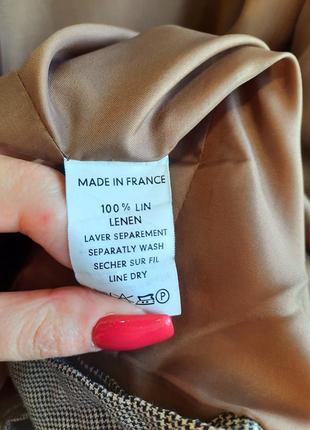 MADE IN FRANCE
100% LIN
LENEN
LAVER SEPAREMENT
SEPARATLY WASH
SECHER SUR FIL
LINE DRY
P